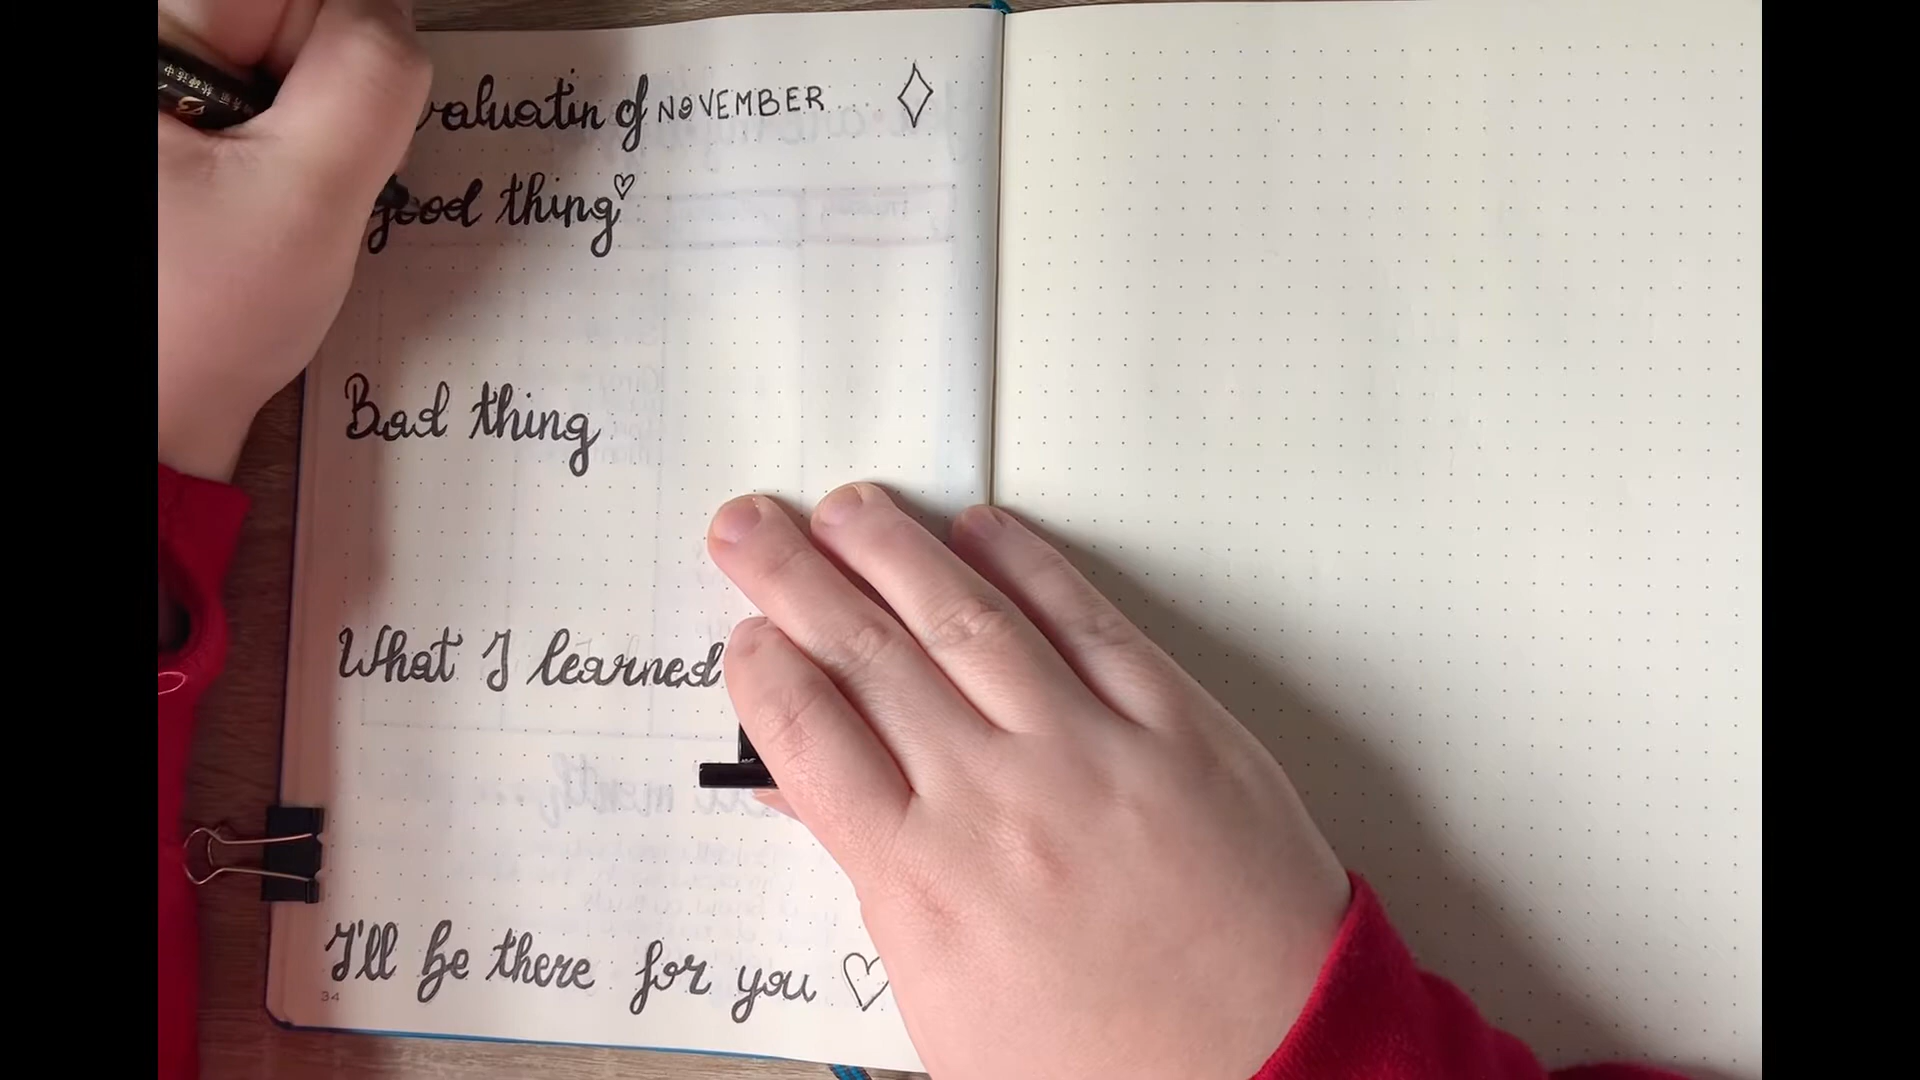 valuatin of NOVEMBER
good thing
Bad thing
What I learned
I'll be there for you
34